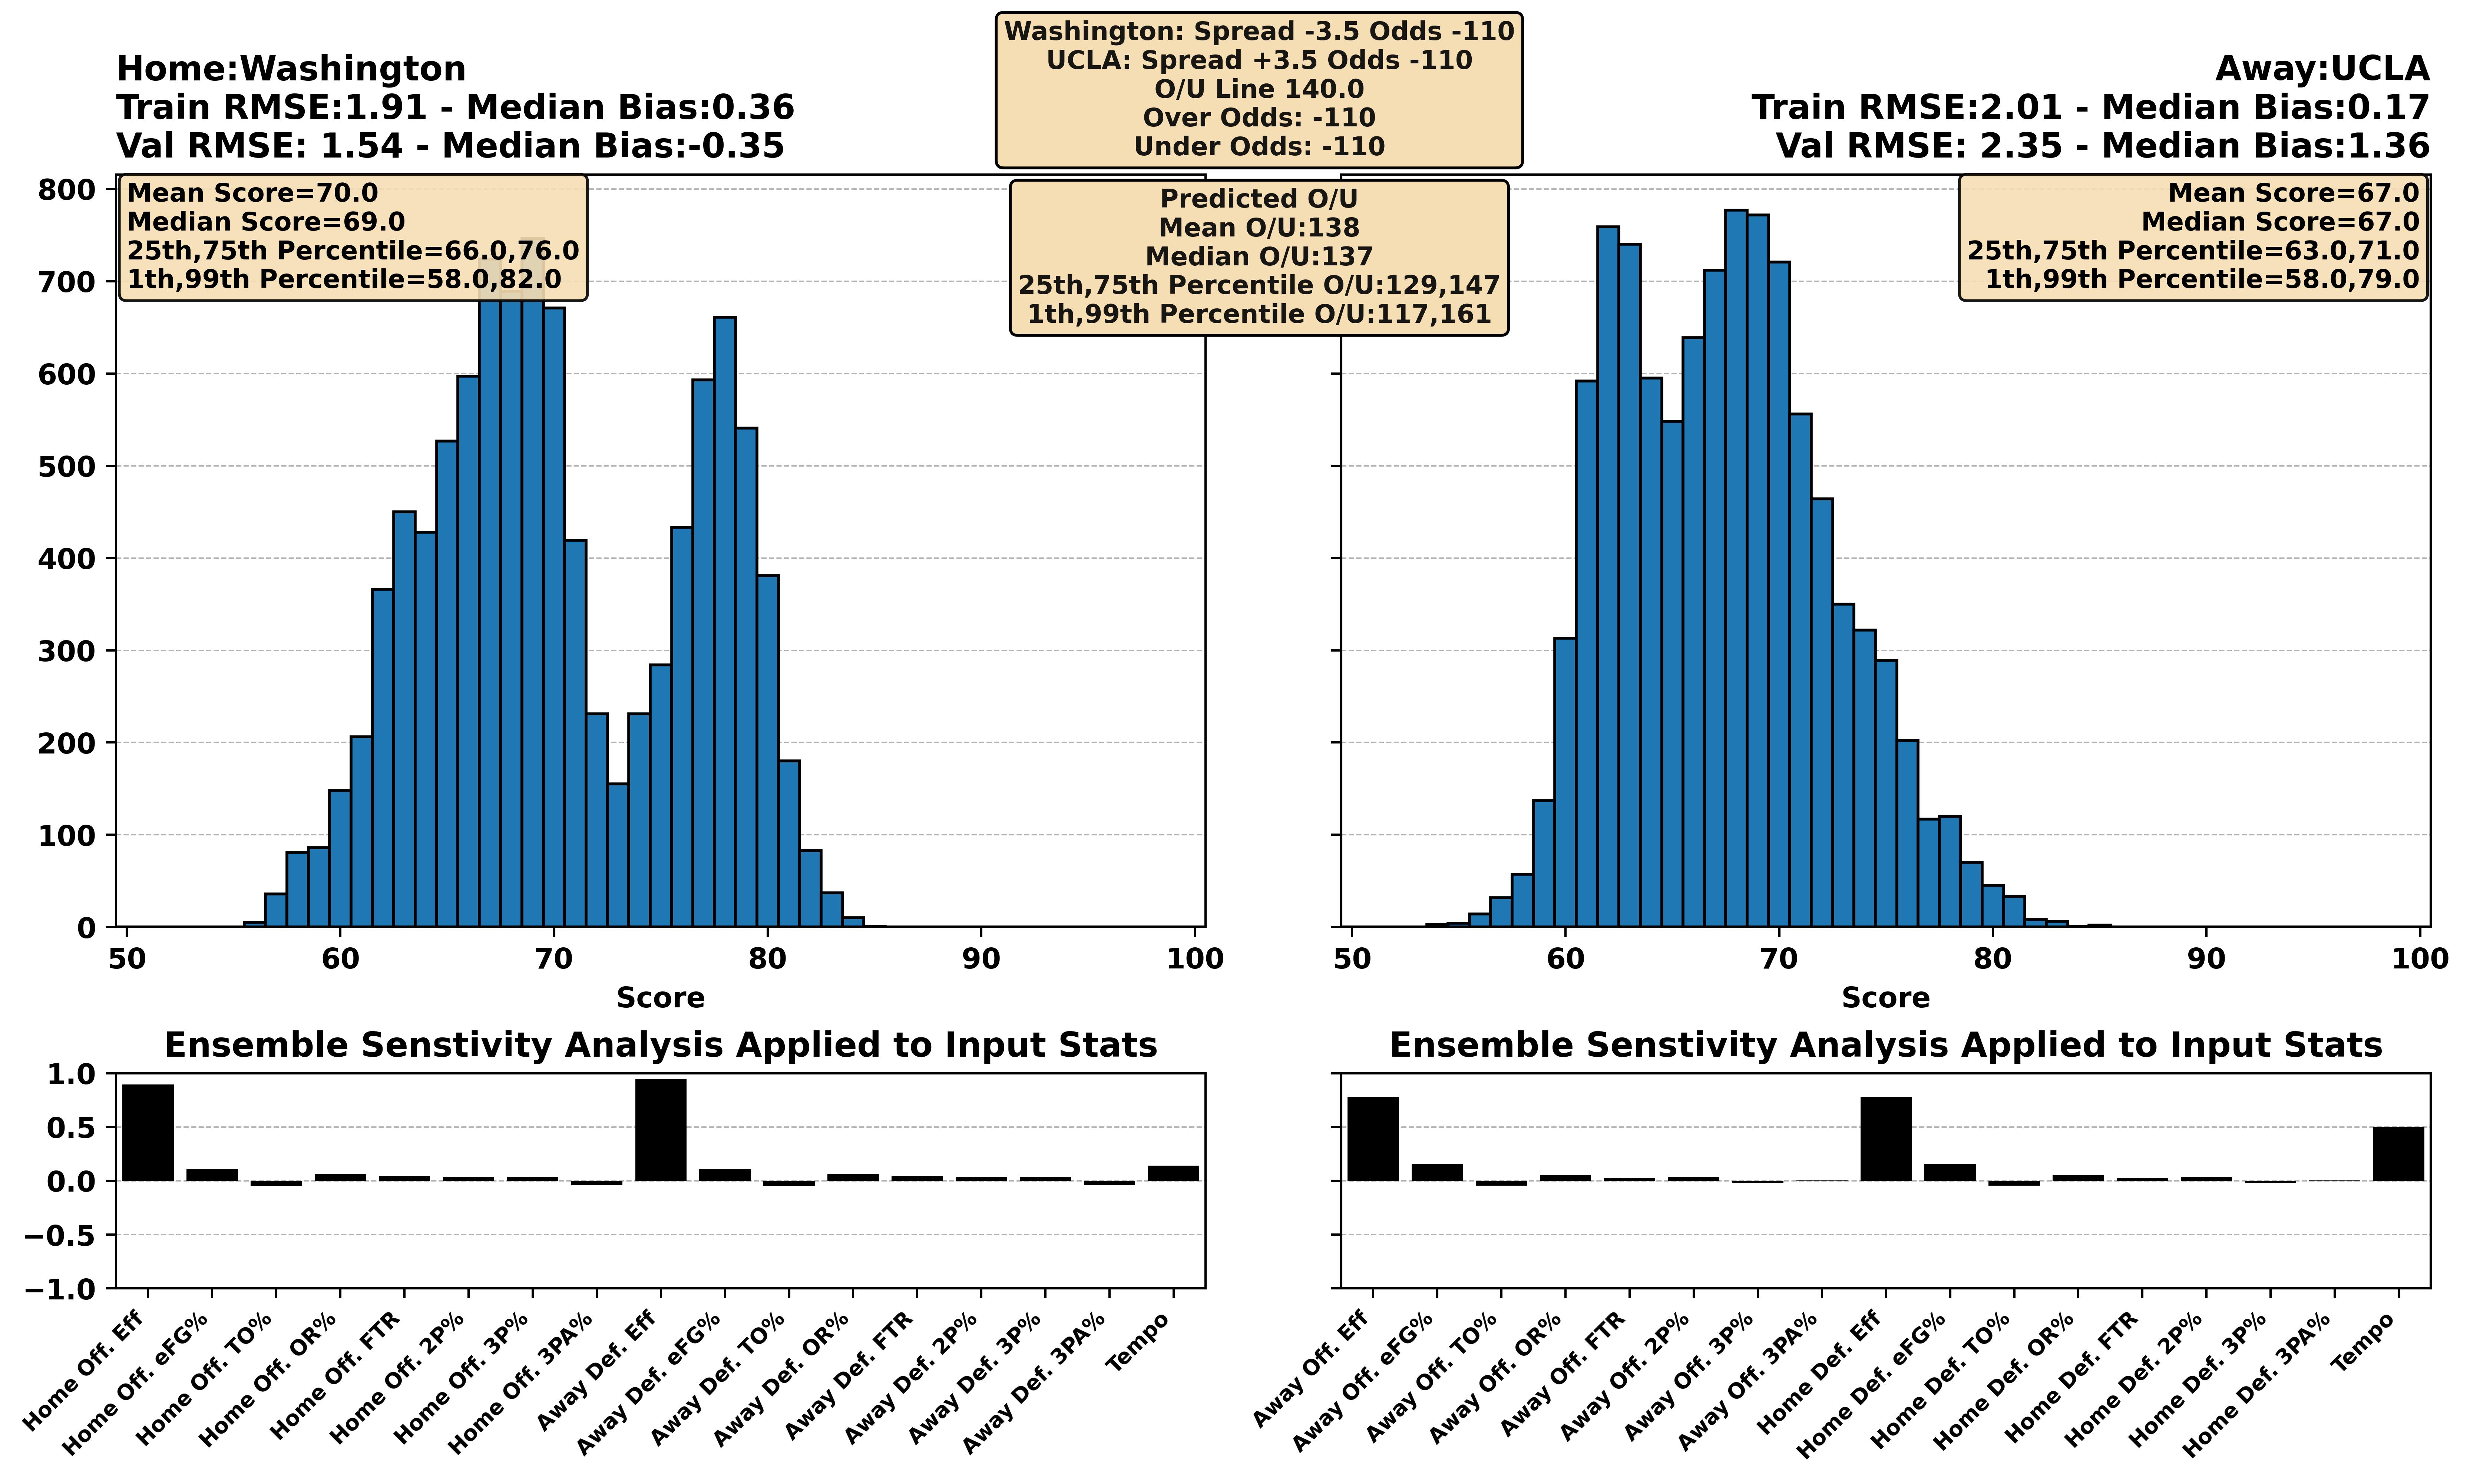 Washington: Spread -3.5 Odds -110
UCLA: Spread +3.5 Odds -110
O/U Line 140.0
Over Odds: -110
Under Odds: -110
Home:Washington
Train RMSE:1.91 - Median Bias:0.36
Val RMSE: 1.54 - Median Bias:-0.35
Away:UCLA
Train RMSE:2.01 - Median Bias:0.17
Val RMSE: 2.35 - Median Bias:1.36
Mean Score=70.0
Median Score=69.0
25th,75th Percentile=66.0,76.0
1th,99th Percentile=58.0,82.0
Predicted O/U
Mean O/U:138
Median O/U:137
25th,75th Percentile O/U:129,147
1th,99th Percentile O/U:117,161
Mean Score=67.0
Median Score=67.0
25th,75th Percentile=63.0,71.0
1th,99th Percentile=58.0,79.0
800
700
600
500
400
300
200
100
0
50 60 70 80 90 100
Score
50 60 70 80 90 100
Score
Ensemble Senstivity Analysis Applied to Input Stats
1.0
0.5
0.0
−0.5
−1.0
Home Off. Eff
Home Off. eFG%
Home Off. TO%
Home Off. OR%
Home Off. FTR
Home Off. 2P%
Home Off. 3P%
Home Off. 3PA%
Away Def. Eff
Away Def. eFG%
Away Def. TO%
Away Def. OR%
Away Def. FTR
Away Def. 2P%
Away Def. 3P%
Away Def. 3PA%
Tempo
Ensemble Senstivity Analysis Applied to Input Stats
Away Off. Eff
Away Off. eFG%
Away Off. TO%
Away Off. OR%
Away Off. FTR
Away Off. 2P%
Away Off. 3P%
Away Off. 3PA%
Home Def. Eff
Home Def. eFG%
Home Def. TO%
Home Def. OR%
Home Def. FTR
Home Def. 2P%
Home Def. 3P%
Home Def. 3PA%
Tempo